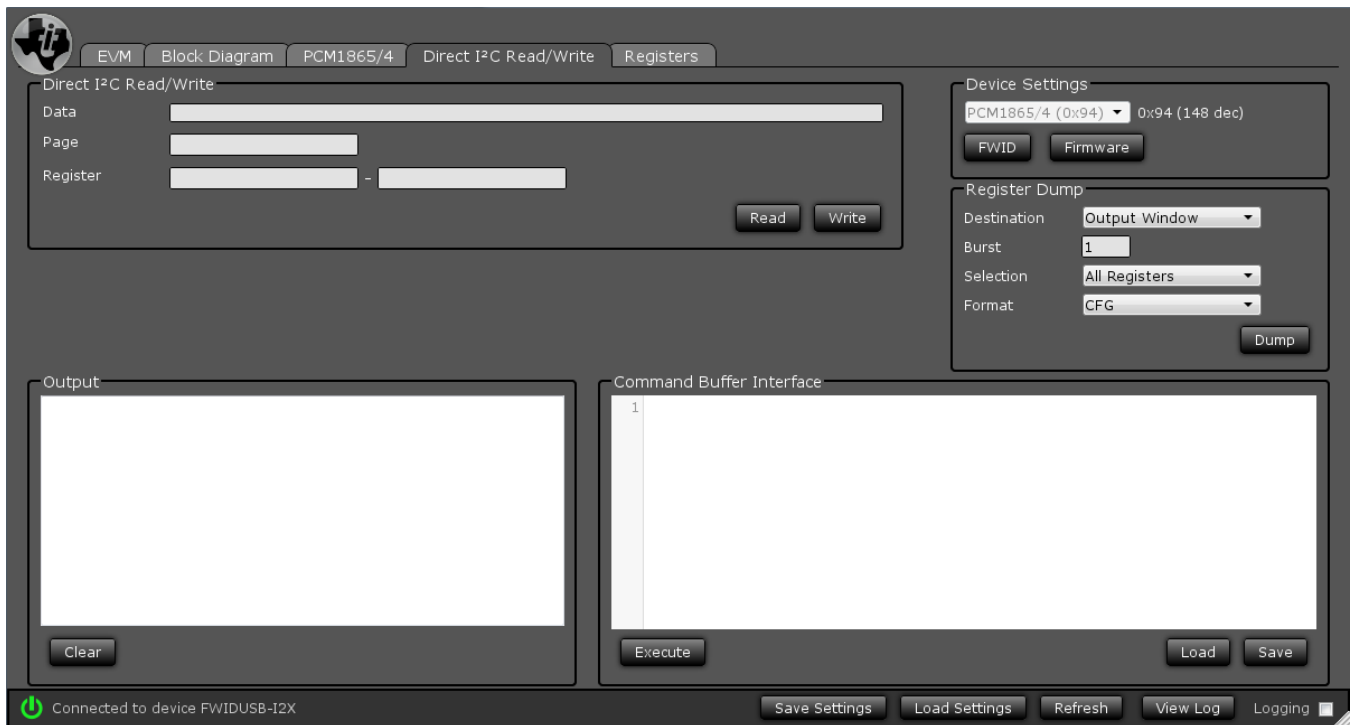 EVM Block Diagram PCM1865/4 Direct I²C Read/Write Registers
Direct I²C Read/Write
Data
Page
Register -
Read Write
Device Settings
PCM1865/4 (0x94) 0x94 (148 dec)
FWID Firmware
Register Dump
Destination Output Window
Burst 1
Selection All Registers
Format CFG
Dump
Output
Clear
Command Buffer Interface
1
Execute Load Save
Connected to device FWIDUSB-I2X Save Settings Load Settings Refresh View Log Logging